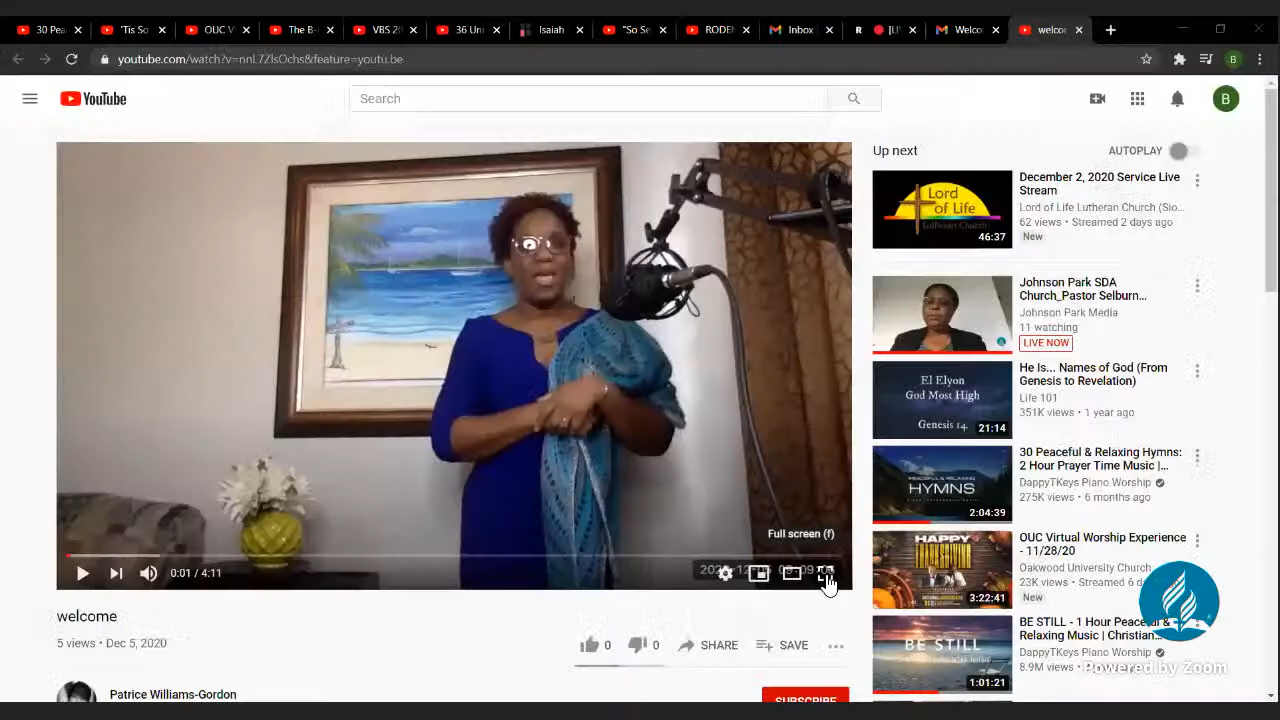 30 Pea
'Tis So
OUC V
The B-
VBS 2
36 Un
Isaiah
"So Se
RODE
Inbox
R
[L
Welco
welco
youtube.com/watch?v=nnL7ZIsOchs&feature=youtu.be
B
YouTube
Search
B
Full screen (f)
0:01 / 4:11
welcome
5 views • Dec 5, 2020
0
0
SHARE
SAVE
Patrice Williams-Gordon
SUBSCRIBE
Up next
AUTOPLAY
Lord
of Life
Lutheran Church
46:37
December 2, 2020 Service Live
Stream
Lord of Life Lutheran Church (Sio...
62 views • Streamed 2 days ago
New
Johnson Park SDA
Church_Pastor Selburn...
Johnson Park Media
11 watching
LIVE NOW
El Elyon
God Most High
Genesis 14
21:14
He Is... Names of God (From
Genesis to Revelation)
Life 101
351K views • 1 year ago
PEACEFUL & RELAXING
HYMNS
2:04:39
30 Peaceful & Relaxing Hymns:
2 Hour Prayer Time Music |...
DappyTKeys Piano Worship
275K views • 6 months ago
HAPPY
THANKSGIVING
3:22:41
OUC Virtual Worship Experience
- 11/28/20
Oakwood University Church
23K views • Streamed 6 d
New
BE STILL
1:01:21
BE STILL - 1 Hour Peaceful &
Relaxing Music | Christian...
DappyTKeys Piano Worship
8.9M views •
Powered by Zoom